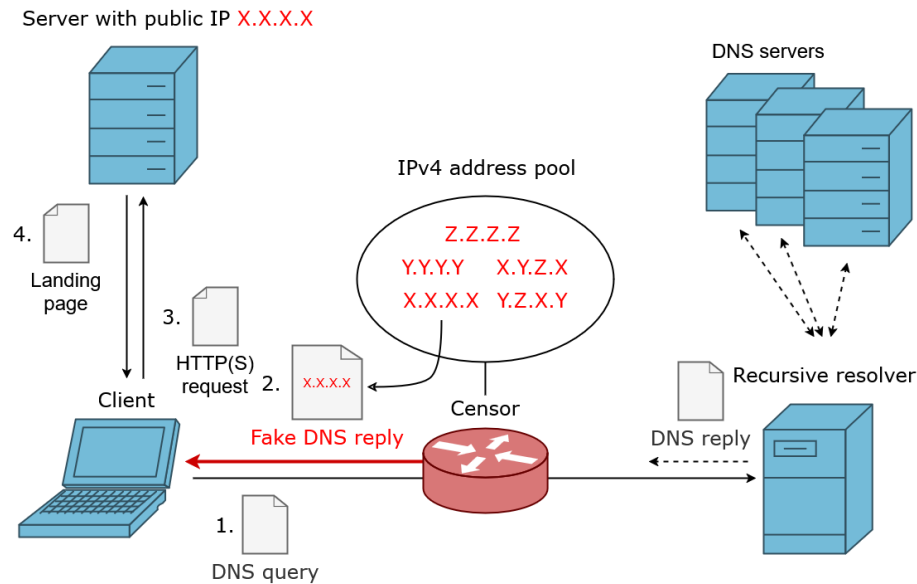 Server with public IP X.X.X.X
DNS servers
IPv4 address pool
Z.Z.Z.Z
Y.Y.Y.Y X.Y.Z.X
X.X.X.X Y.Z.X.Y
4.
Landing
page
3.
HTTP(S)
request
2.
X.X.X.X
Client
Fake DNS reply
Censor
Recursive resolver
DNS reply
1.
DNS query